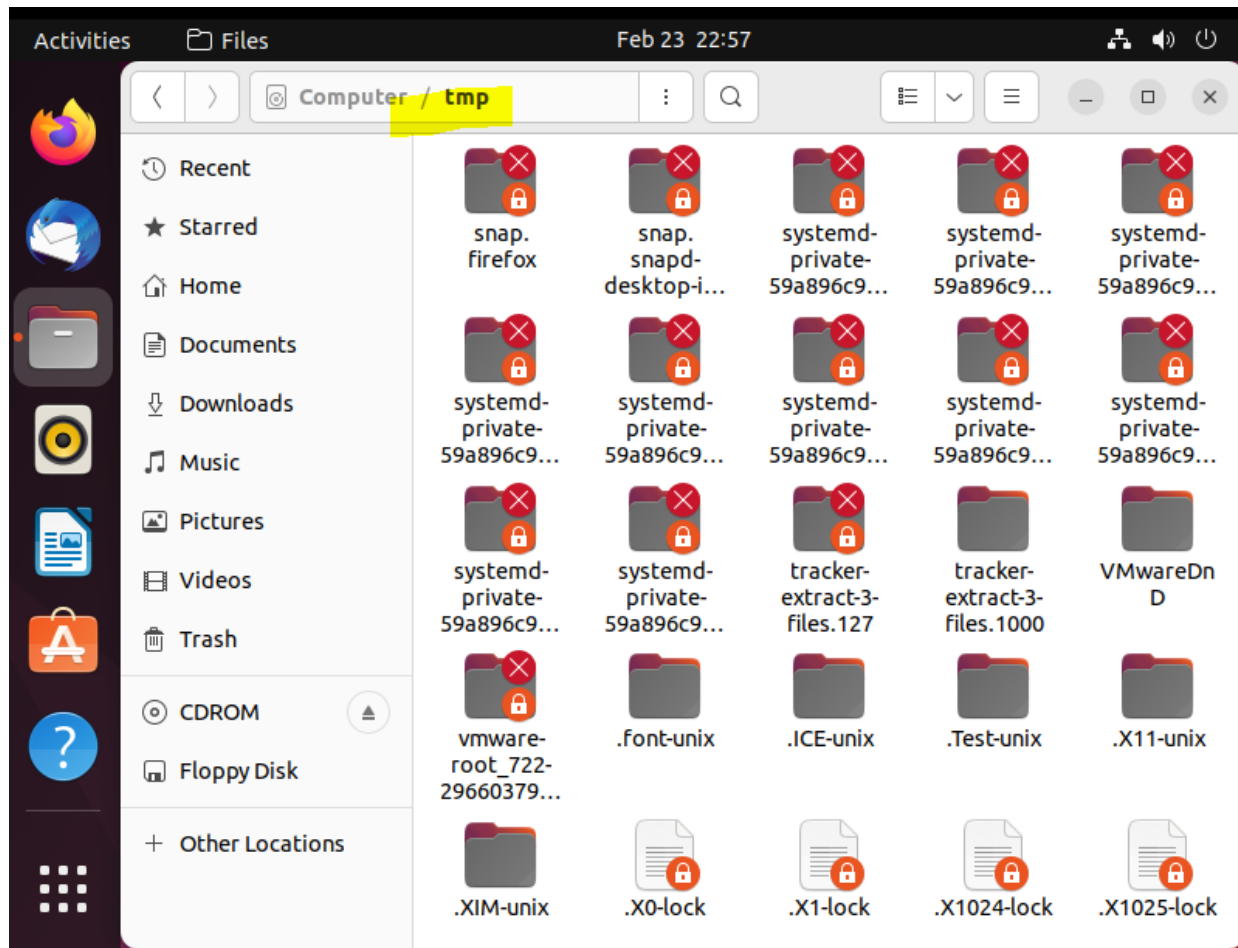 Activities
Files
Feb 23 22:57
Computer / tmp
Recent
Starred
Home
Documents
Downloads
Music
Pictures
Videos
Trash
CDROM
Floppy Disk
+ Other Locations
snap.
firefox
snap.
snapd-
desktop-i...
systemd-
private-
59a896c9...
systemd-
private-
59a896c9...
systemd-
private-
59a896c9...
systemd-
private-
59a896c9...
systemd-
private-
59a896c9...
systemd-
private-
59a896c9...
systemd-
private-
59a896c9...
systemd-
private-
59a896c9...
systemd-
private-
59a896c9...
systemd-
private-
59a896c9...
tracker-
extract-3-
files.127
tracker-
extract-3-
files.1000
VMwareDn
D
vmware-
root_722-
29660379...
.font-unix
.ICE-unix
.Test-unix
.X11-unix
.XIM-unix
.X0-lock
.X1-lock
.X1024-lock
.X1025-lock